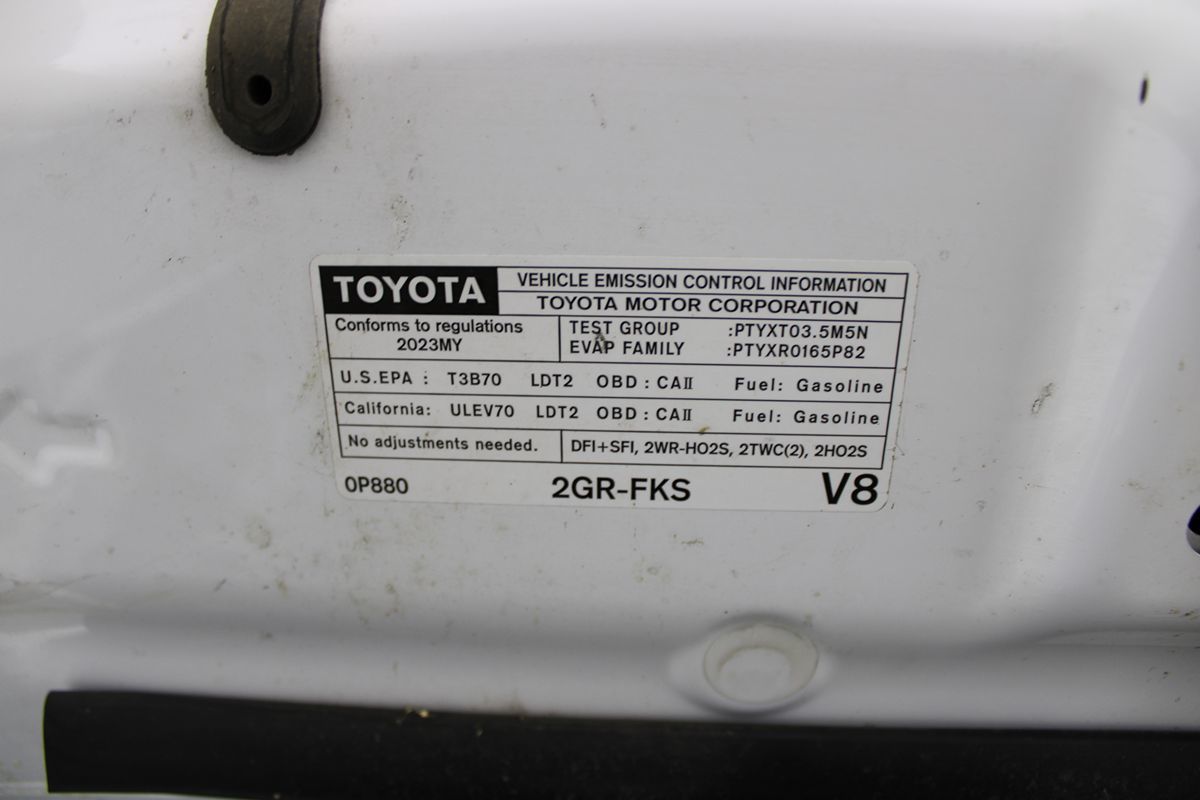 TOYOTA VEHICLE EMISSION CONTROL INFORMATION
TOYOTA MOTOR CORPORATION
Conforms to regulations TEST GROUP :PTYXT03.5M5N
2023MY EVAP FAMILY :PTYXR0165P82
U.S.EPA : T3B70 LDT2 OBD : CAII Fuel: Gasoline
California: ULEV70 LDT2 OBD : CAII Fuel: Gasoline
No adjustments needed. DFI+SFI, 2WR-HO2S, 2TWC(2), 2HO2S
0P880 2GR-FKS V8